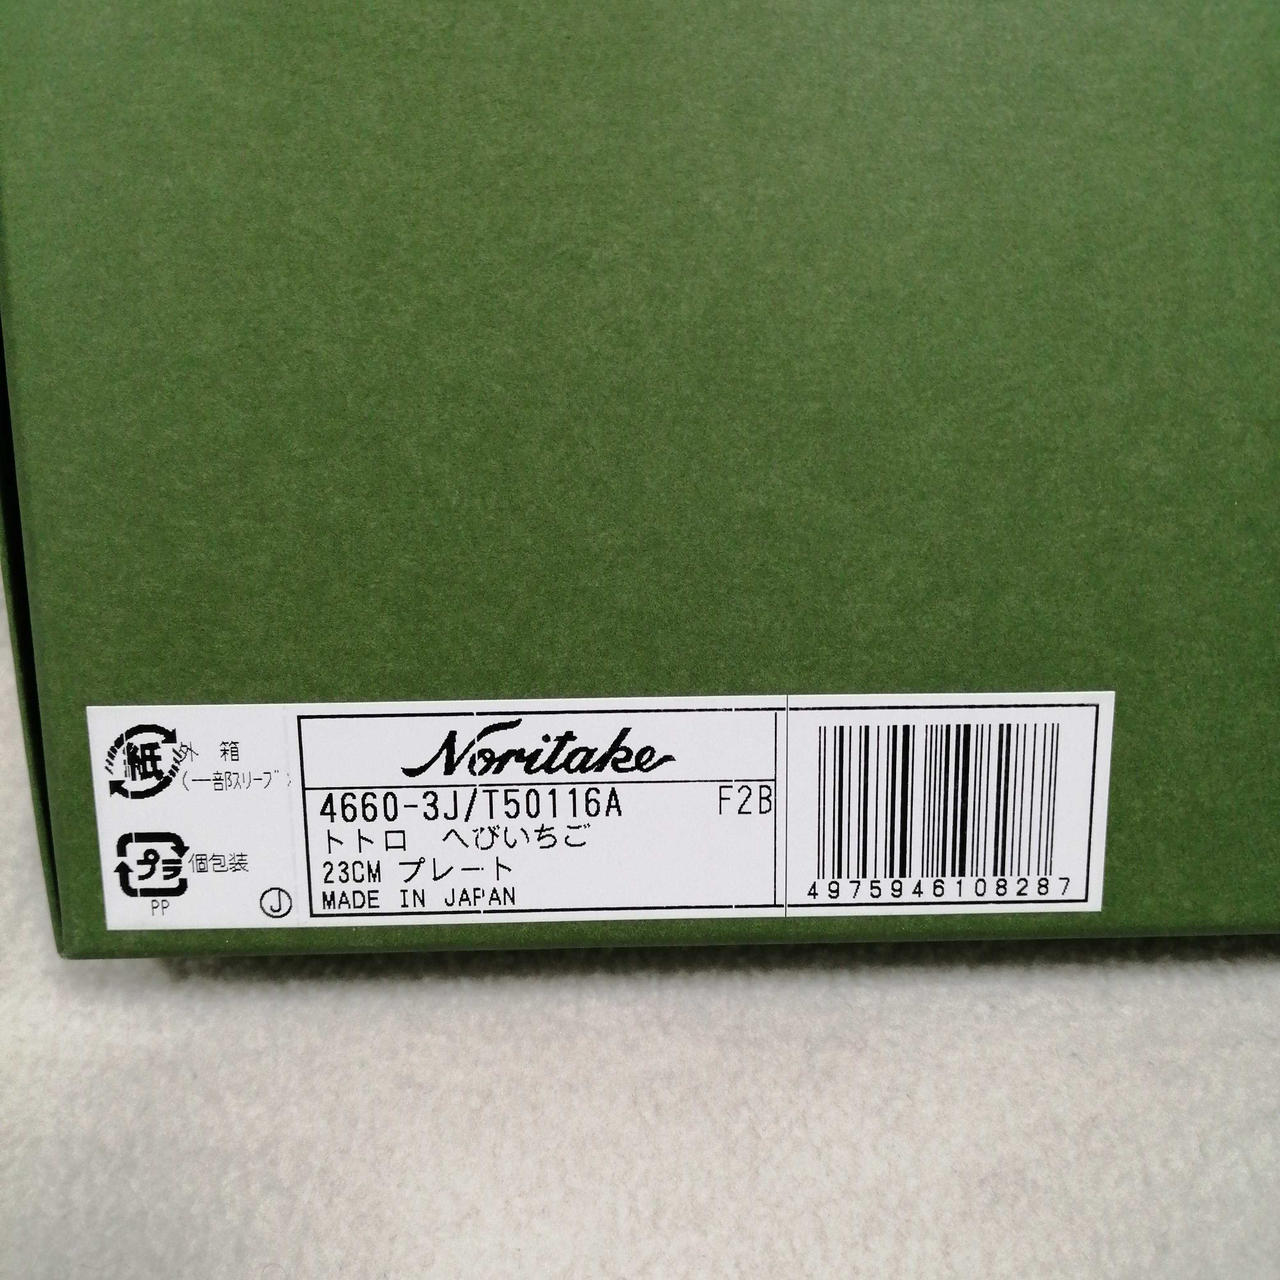 紙 外 箱
(一部スリーブ)
プラ 個包装
PP
J
Noritake
4660-3J/T50116A F2B
トトロ へびいちご
23CM プレート
MADE IN JAPAN
4975946108287